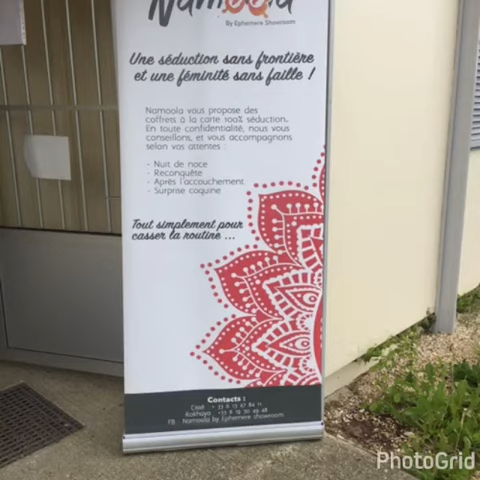 Namoola
By Ephemere Showroom
Une séduction sans frontière
et une féminité sans faille !
Namoola vous propose des
coffrets à la carte 100% séduction.
En toute confidentialité, nous vous
conseillons, et vous accompagnons
selon vos attentes :
- Nuit de noce
- Reconquête
- Après l'accouchement
- Surprise coquine
Tout simplement pour
casser la routine ...
Contacts :
FB : Namoola by Ephemere showroom
PhotoGrid